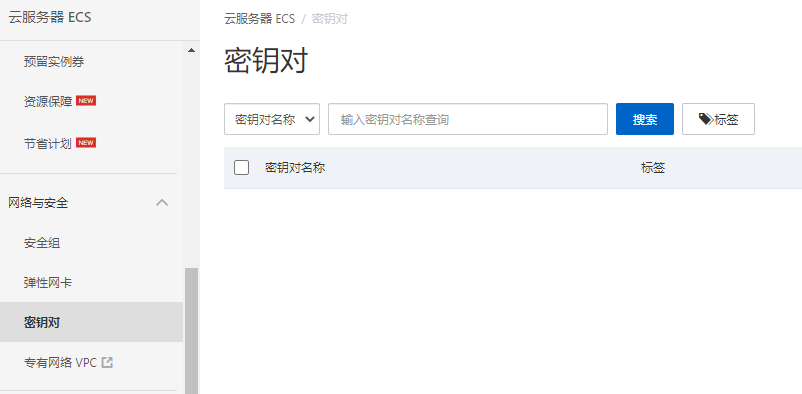 云服务器 ECS
预留实例券
资源保障 NEW
节省计划 NEW
网络与安全
安全组
弹性网卡
密钥对
专有网络 VPC
云服务器 ECS / 密钥对
密钥对
密钥对名称 输入密钥对名称查询 搜索 标签
密钥对名称 标签